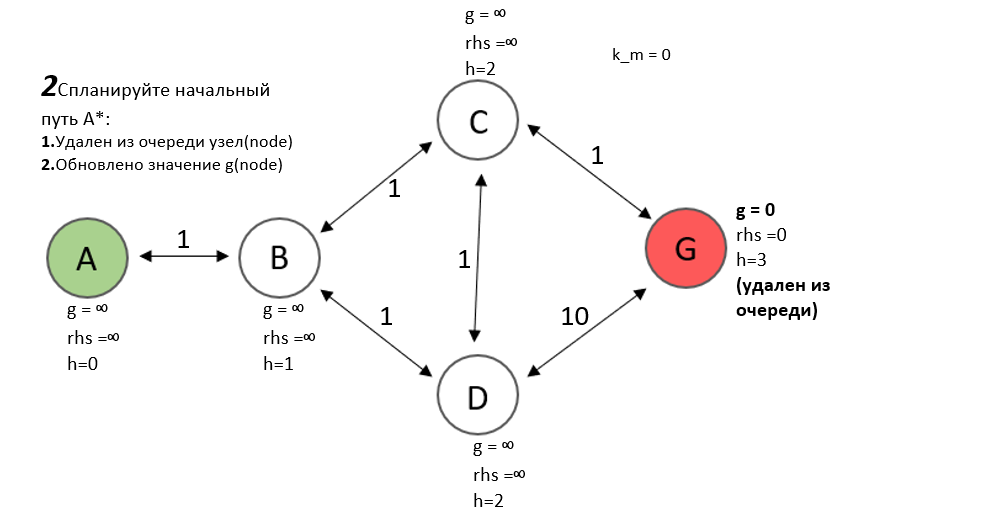 g = ∞
rhs =∞
h=2
k_m = 0
2Спланируйте начальный
путь A*:
1.Удален из очереди узел(node)
2.Обновлено значение g(node)
C
1
1
A
1
B
1
G
g = 0
rhs =0
h=3
(удален из
очереди)
g = ∞
rhs =∞
h=0
g = ∞
rhs =∞
h=1
1
10
D
g = ∞
rhs =∞
h=2